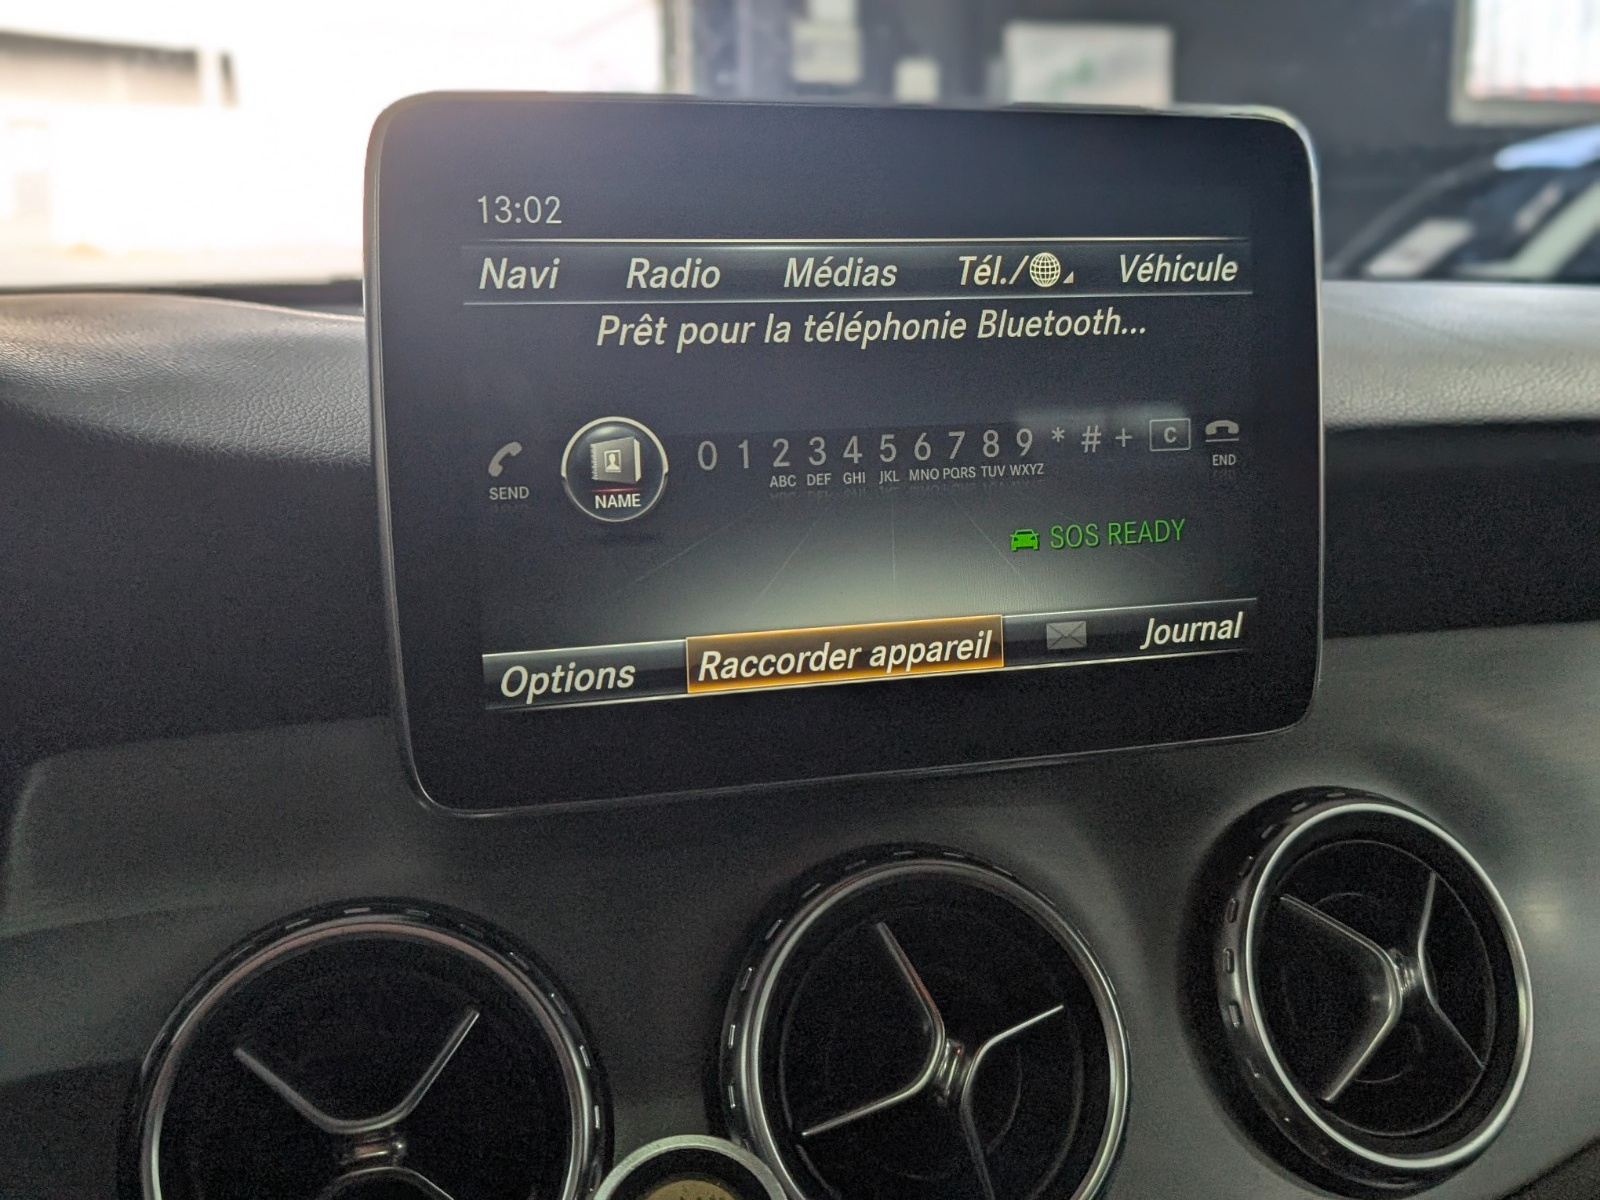 13:02
Navi Radio Médias Tél./ Véhicule
Prêt pour la téléphonie Bluetooth...
0 1 2 3 4 5 6 7 8 9 * # + C
ABC DEF GHI JKL MNO PQRS TUV WXYZ
SEND NAME END
SOS READY
Options Raccorder appareil Journal